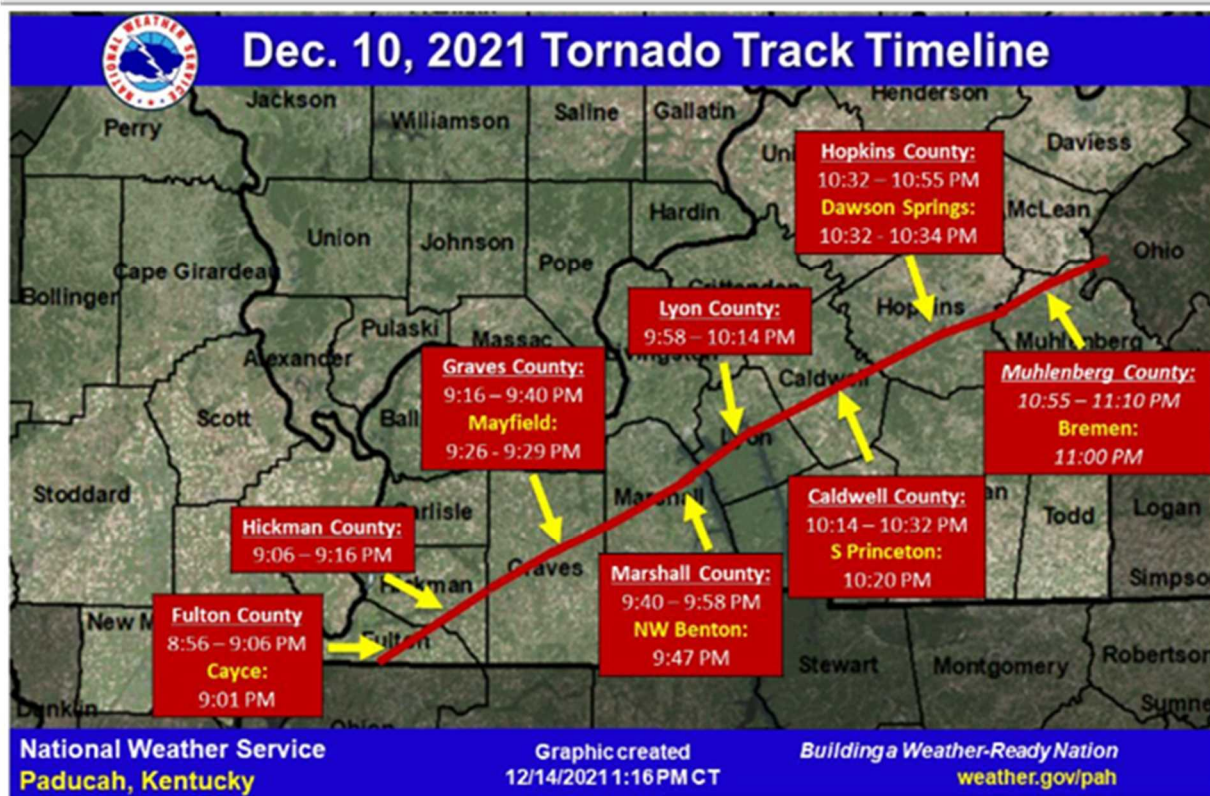 NATIONAL WEATHER SERVICE
Dec. 10, 2021 Tornado Track Timeline
Jackson
Perry
Williamson
Saline
Gallatin
Henderson
Daviess
Hopkins County:
10:32 – 10:55 PM
Dawson Springs:
10:32 - 10:34 PM
McLean
Hardin
Union
Johnson
Pope
Ohio
Cape Girardeau
Bollinger
Lyon County:
9:58 – 10:14 PM
Hopkins
Pulaski
Massac
Alexander
Muhlenberg
Graves County:
9:16 – 9:40 PM
Mayfield:
9:26 - 9:29 PM
Caldwell
Muhlenberg County:
10:55 – 11:10 PM
Bremen:
11:00 PM
Scott
Ball
Lyon
Stoddard
Marshall
Carlisle
Caldwell County:
10:14 – 10:32 PM
S Princeton:
10:20 PM
an
Todd
Logan
Hickman County:
9:06 – 9:16 PM
Hickman
Graves
Marshall County:
9:40 – 9:58 PM
NW Benton:
9:47 PM
Simpso
Fulton County
8:56 – 9:06 PM
Cayce:
9:01 PM
New M
Fulton
Stewart
Montgomery
Robertson
Sumne
Dunklin
National Weather Service
Paducah, Kentucky
Graphic created
12/14/2021 1:16 PM CT
Building a Weather-Ready Nation
weather.gov/pah